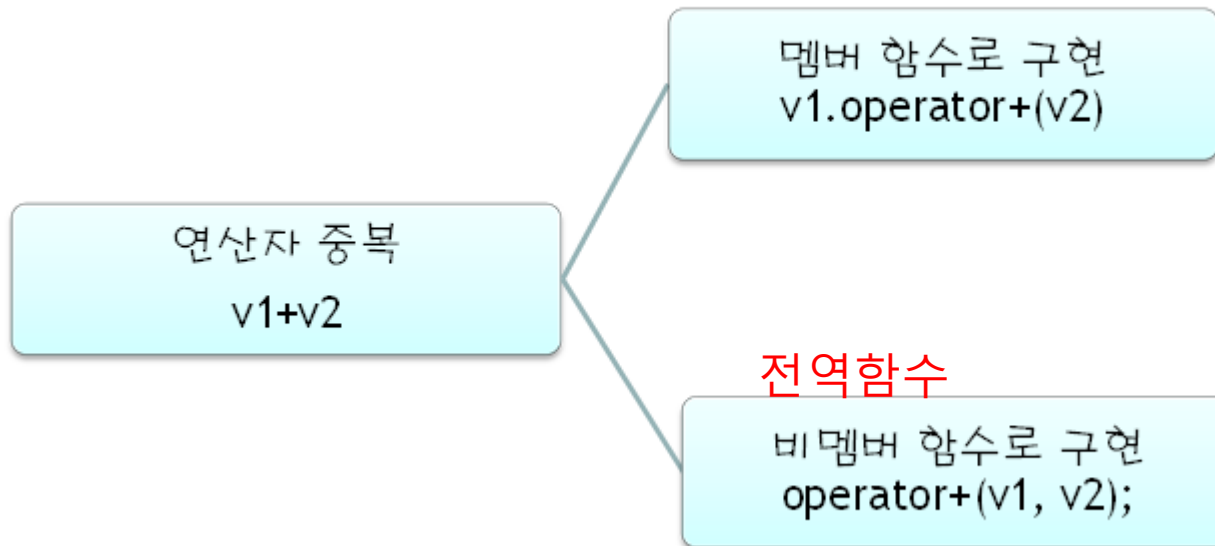 연산자 중복
v1+v2
멤버 함수로 구현
v1.operator+(v2)
전역함수
비멤버 함수로 구현
operator+(v1, v2);